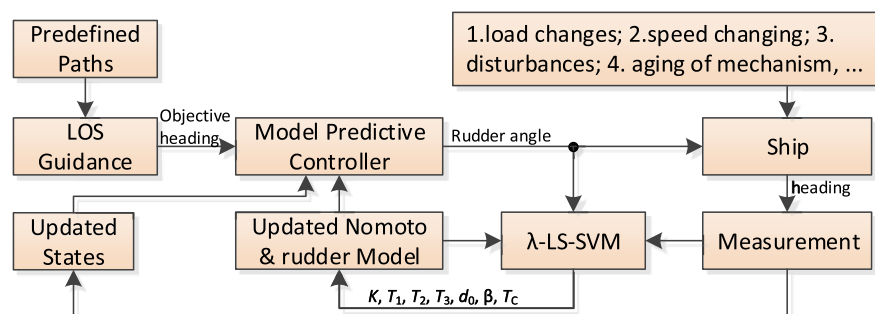 Predefined
Paths
1.load changes; 2.speed changing; 3.
disturbances; 4. aging of mechanism, ...
LOS
Guidance
Objective
heading
Model Predictive
Controller
Rudder angle
Ship
heading
Updated
States
Updated Nomoto
& rudder Model
λ-LS-SVM
Measurement
K, T₁, T₂, T₃, d₀, β, T_C